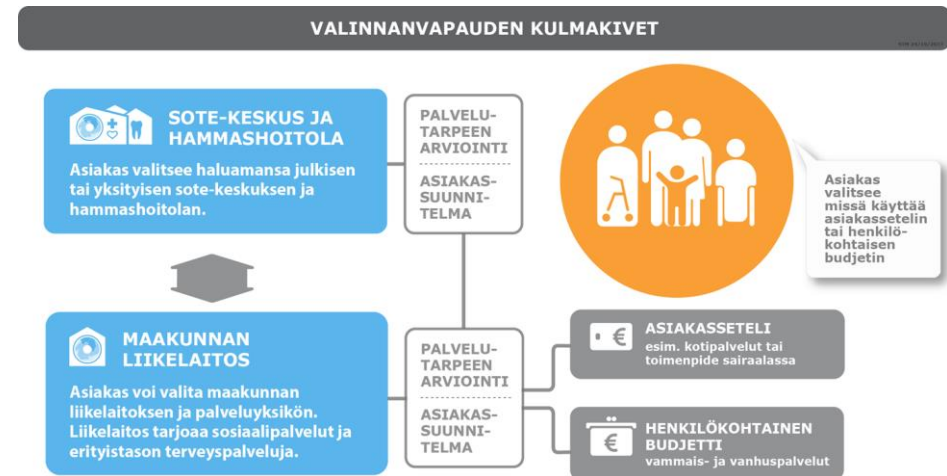 VALINNANVAPAUDEN KULMAKIVET
SOTE-KESKUS JA
HAMMASHOITOLA
Asiakas valitsee haluamansa julkisen
tai yksityisen sote-keskuksen ja
hammashoitolan.
PALVELU-
TARPEEN
ARVIOINTI
ASIAKAS-
SUUNNI-
TELMA
Asiakas
valitsee
missä käyttää
asiakassetelin
tai henkilö-
kohtaisen
budjetin
MAAKUNNAN
LIIKELAITOS
Asiakas voi valita maakunnan
liikelaitoksen ja palveluyksikön.
Liikelaitos tarjoaa sosiaalipalvelut ja
erityistason terveyspalveluja.
PALVELU-
TARPEEN
ARVIOINTI
ASIAKAS-
SUUNNI-
TELMA
€
ASIAKASSETELI
esim. kotipalvelut tai
toimenpide sairaalassa
€
HENKILÖKOHTAINEN
BUDJETTI
vammais- ja vanhuspalvelut